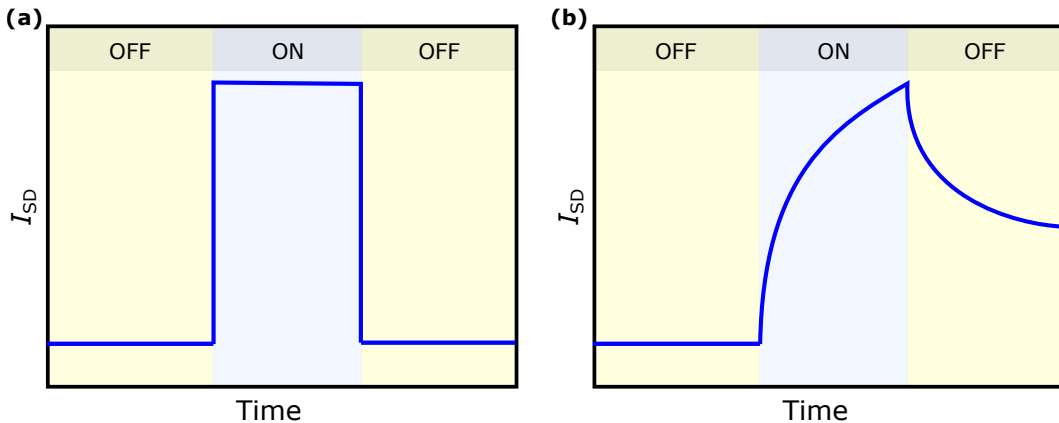 (a)
OFF ON OFF
I_SD
Time
(b)
OFF ON OFF
I_SD
Time